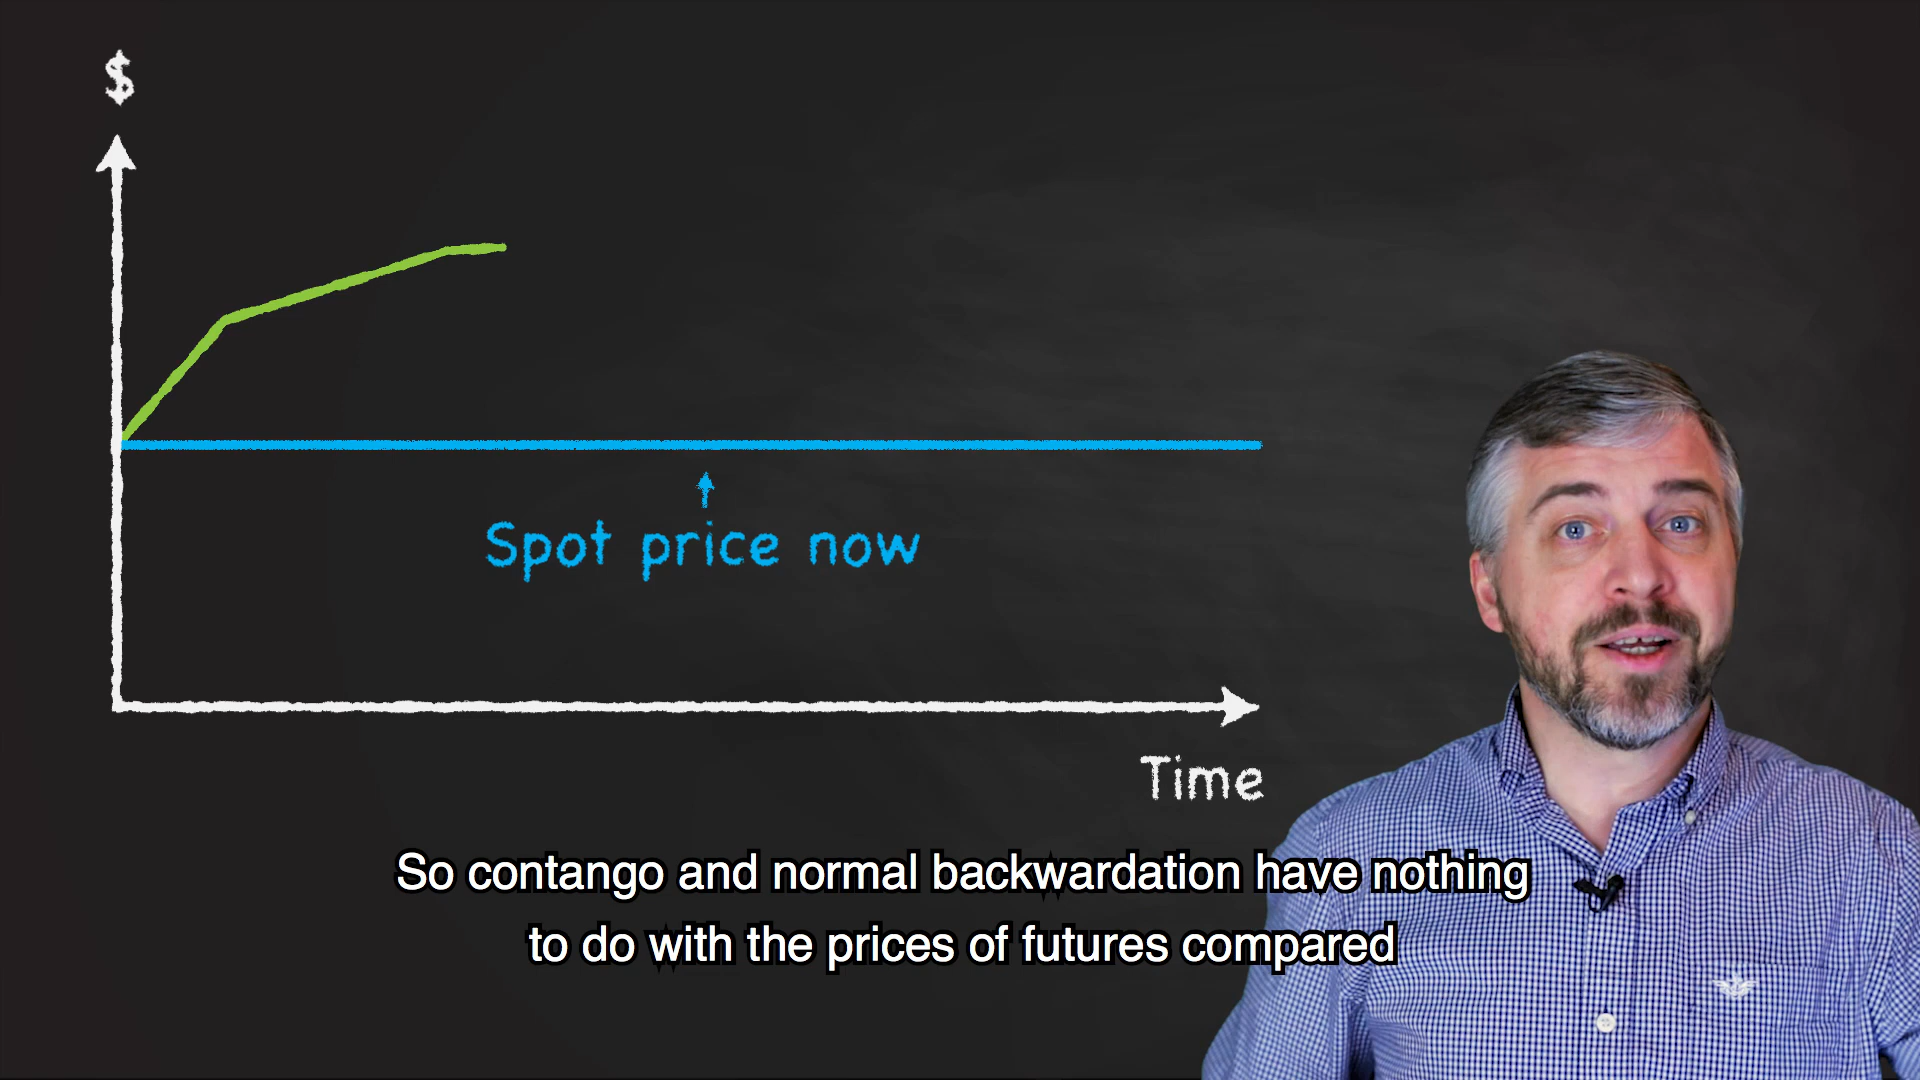 $
Spot price now
Time
So contango and normal backwardation have nothing
to do with the prices of futures compared